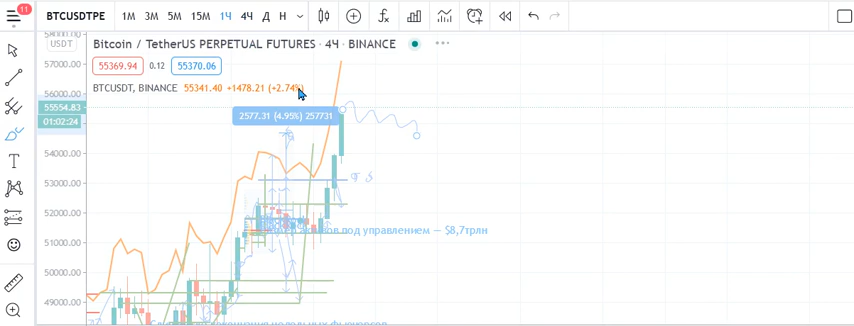 11
BTCUSDTPE 1М 3М 5М 15М 1Ч 4Ч Д Н
USDT Bitcoin / TetherUS PERPETUAL FUTURES · 4Ч · BINANCE
55369.94 0.12 55370.06
BTCUSDT, BINANCE 55341.40 +1478.21 (+2.74%)
58000.00
57000.00
56000.00
55554.83
01:02:24
54000.00
53000.00
52000.00
51000.00
50000.00
49000.00
2577.31 (4.95%) 257731
под управлением — $8,7трлн